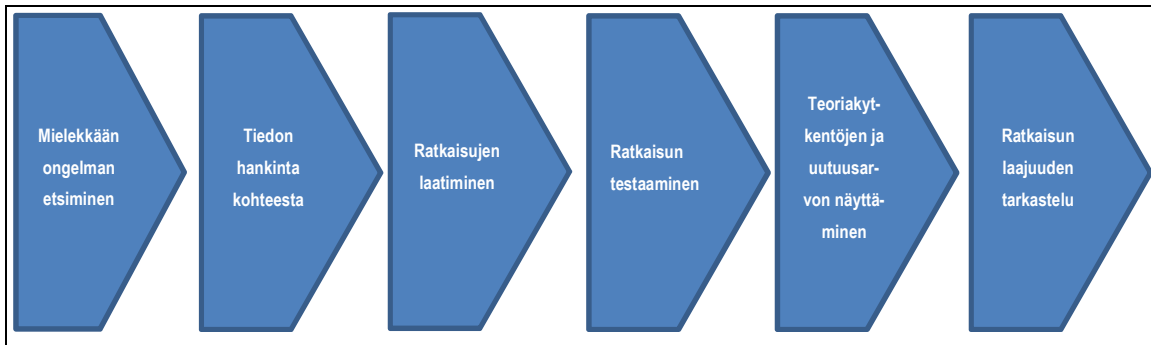 Mielekkään
ongelman
etsiminen
Tiedon
hankinta
kohteesta
Ratkaisujen
laatiminen
Ratkaisun
testaaminen
Teoriakyt-
kentöjen ja
uutuusar-
von näyttä-
minen
Ratkaisun
laajuuden
tarkastelu